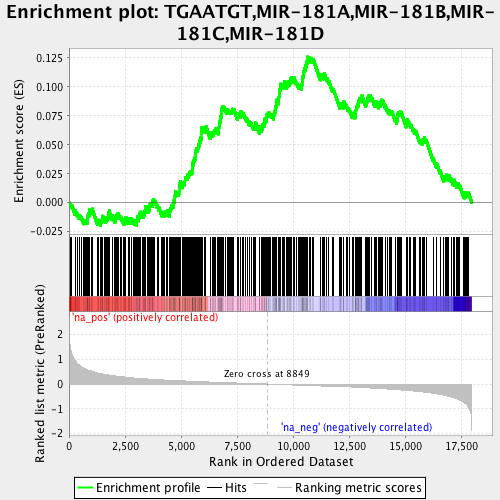 Enrichment plot: TGAATGT,MIR-181A,MIR-181B,MIR-
181C,MIR-181D
Enrichment score (ES)
0.125
0.100
0.075
0.050
0.025
0.000
-0.025
'na_pos' (positively correlated)
Ranked list metric (PreRanked)
2
1
0
-1
-2
Zero cross at 8849
'na_neg' (negatively correlated)
0
2,500
5,000
7,500
10,000
12,500
15,000
17,500
Rank in Ordered Dataset
Enrichment profile
Hits
Ranking metric scores